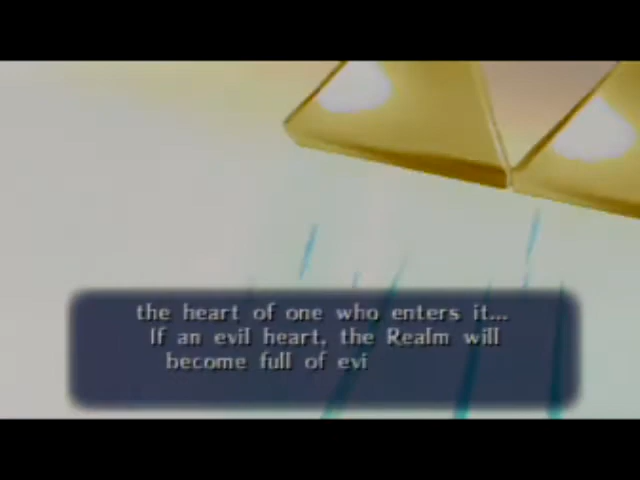 the heart of one who enters it...
If an evil heart, the Realm will
become full of evi